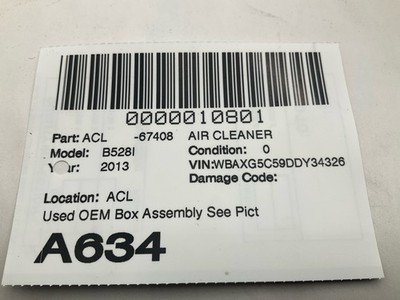 0000010801
Part: ACL -67408 AIR CLEANER
Model: B528I Condition: 0
Year: 2013 VIN:WBAXG5C59DDY34326
Damage Code:
Location: ACL
Used OEM Box Assembly See Pict
A634